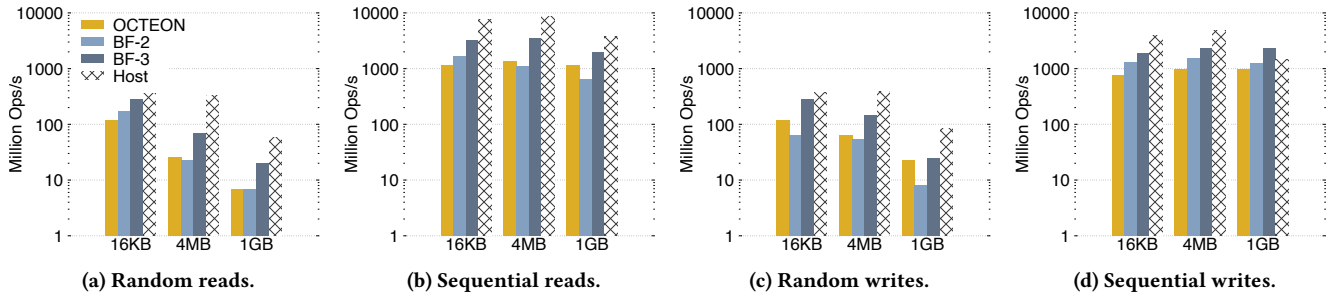 10000
1000
100
10
1
Million Ops/s
OCTEON
BF-2
BF-3
Host
16KB 4MB 1GB
(a) Random reads.
10000
1000
100
10
1
Million Ops/s
16KB 4MB 1GB
(b) Sequential reads.
10000
1000
100
10
1
Million Ops/s
16KB 4MB 1GB
(c) Random writes.
10000
1000
100
10
1
Million Ops/s
16KB 4MB 1GB
(d) Sequential writes.